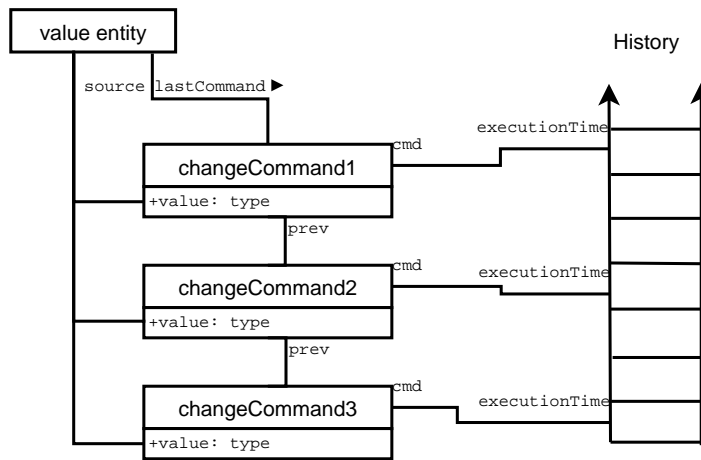 value entity
History
source lastCommand ▶
executionTime
cmd
changeCommand1
+value: type
prev
cmd
executionTime
changeCommand2
+value: type
prev
cmd
executionTime
changeCommand3
+value: type